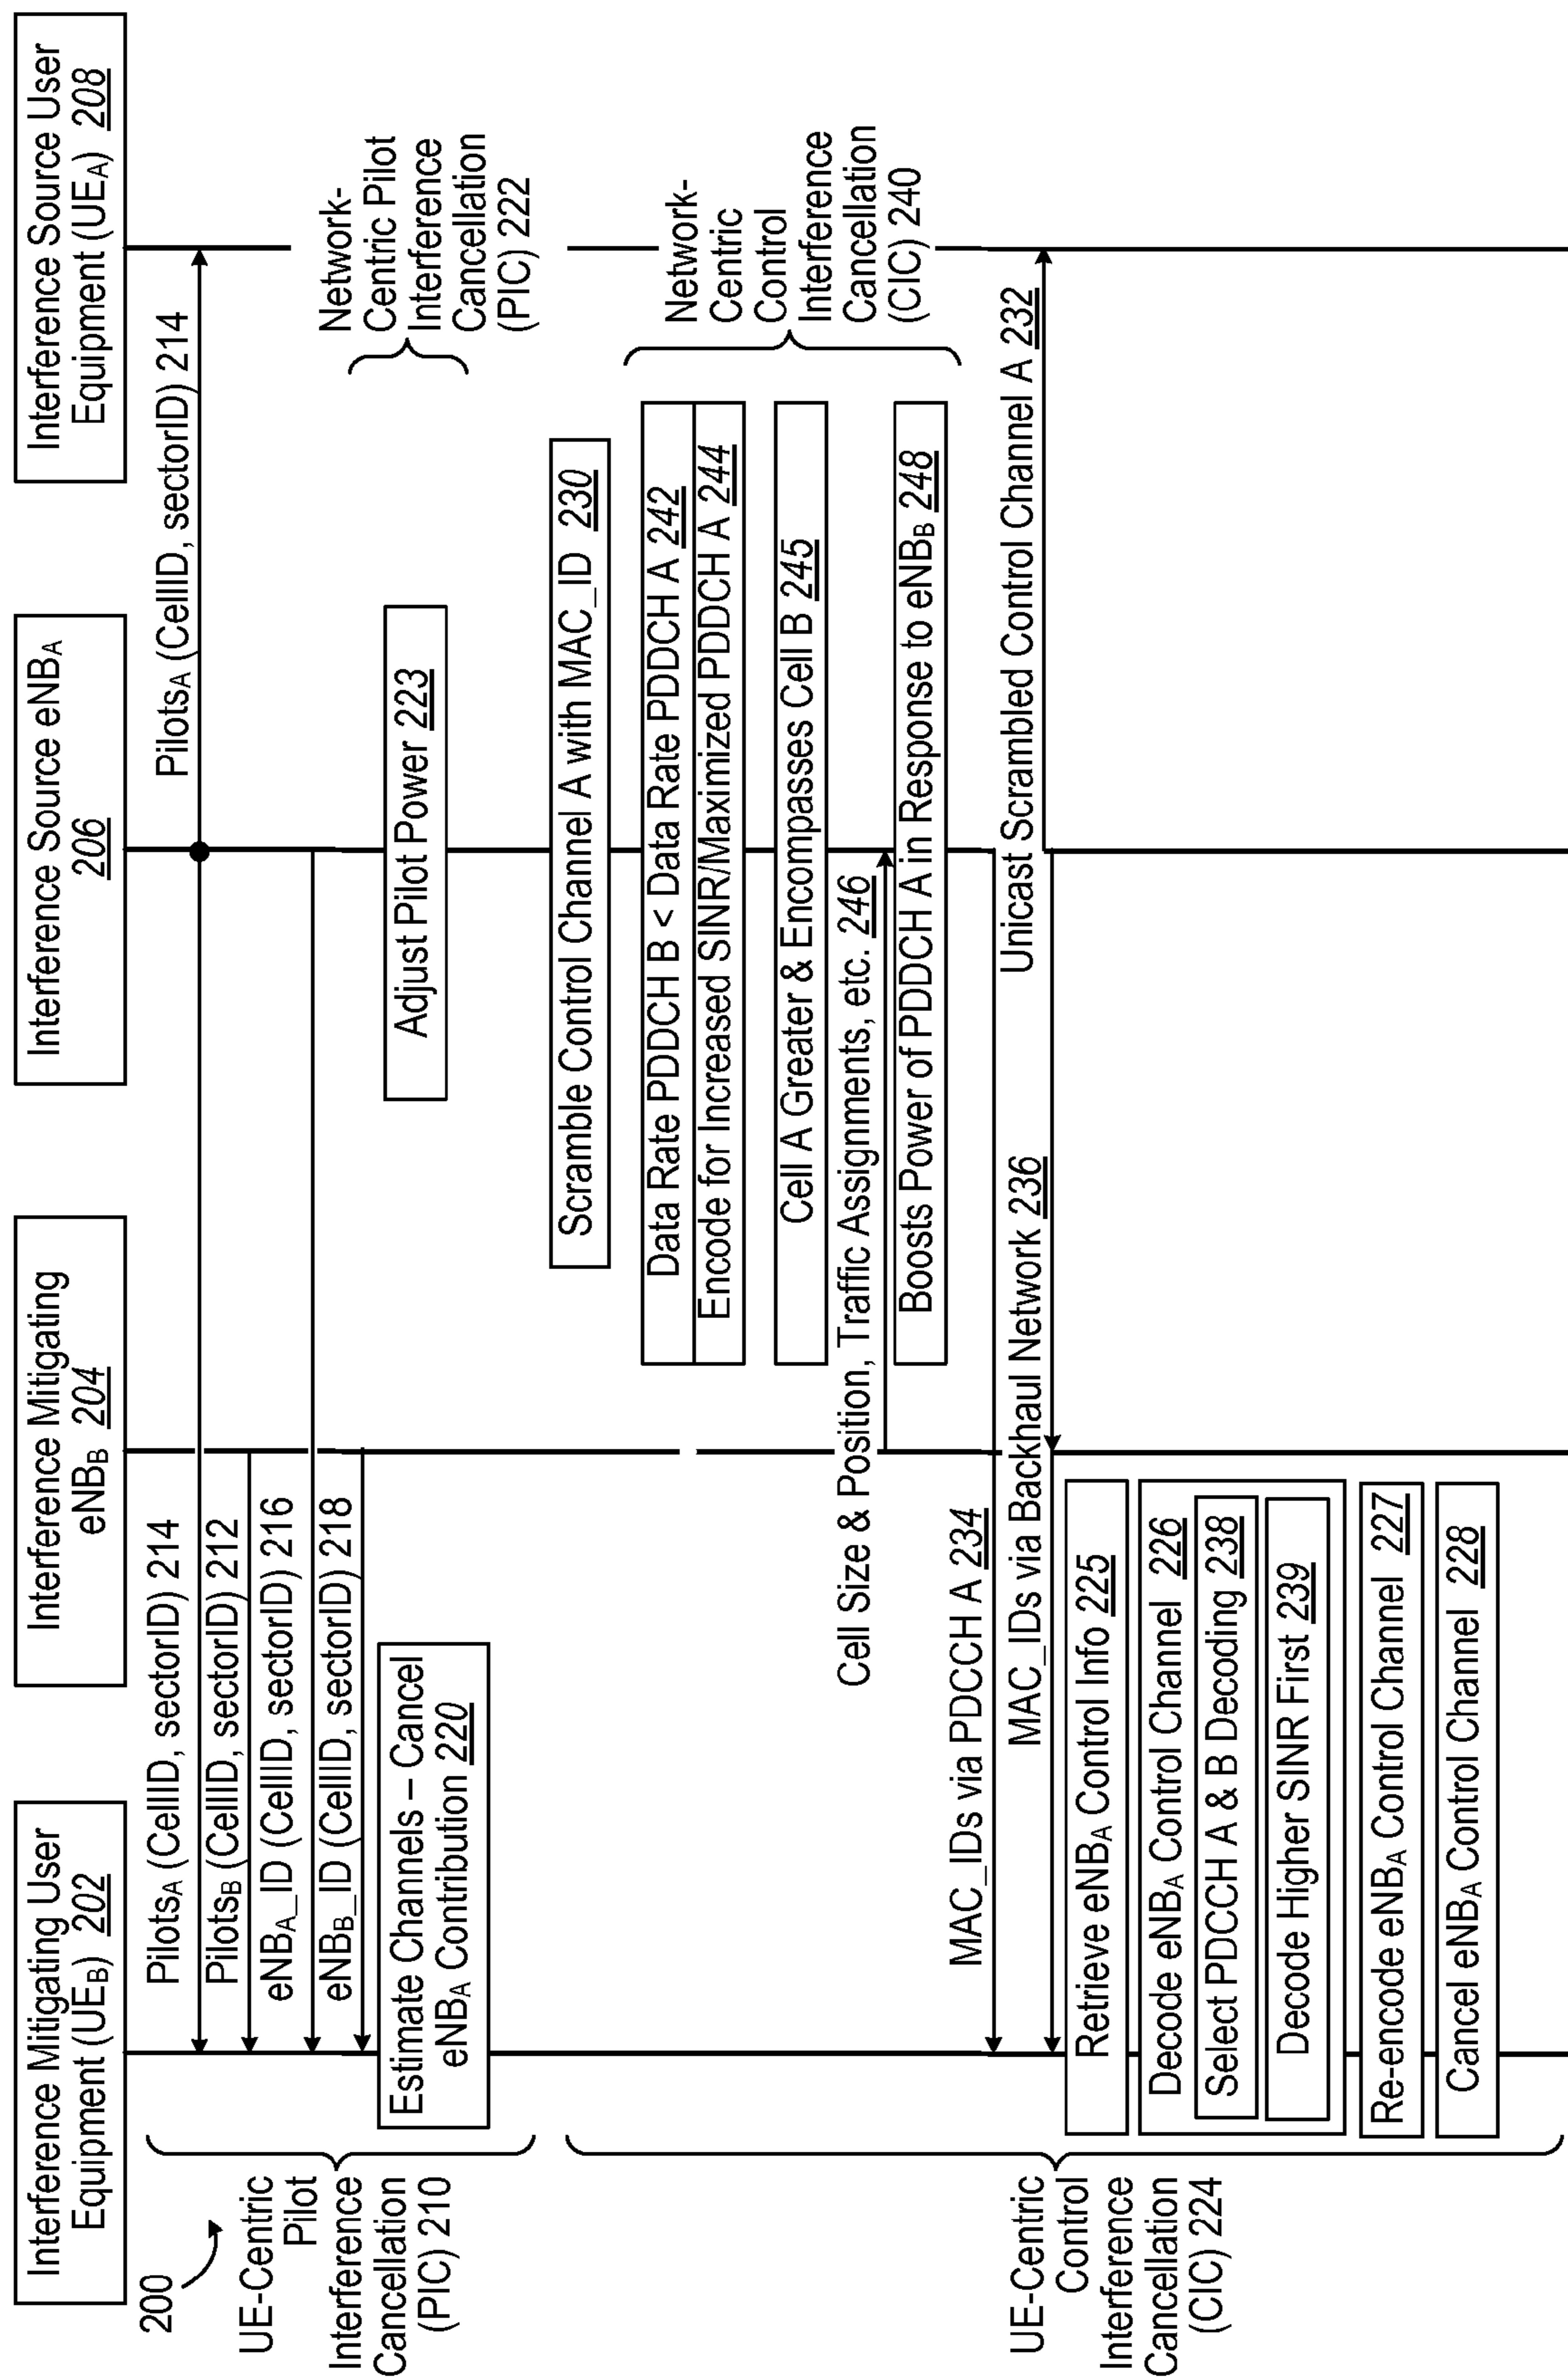 Interference Mitigating User
Equipment (UEB) 202
Interference Mitigating
eNBB 204
Interference Source eNBA
206
Interference Source User
Equipment (UEA) 208
200
PilotsA (CellID, sectorID) 214
PilotsA (CellID, sectorID) 214
PilotsB (CellID, sectorID) 212
eNBA_ID (CellID, sectorID) 216
eNBB_ID (CellID, sectorID) 218
UE-Centric
Pilot
Interference
Cancellation
(PIC) 210
Estimate Channels – Cancel
eNBA Contribution 220
Adjust Pilot Power 223
Network-
Centric Pilot
Interference
Cancellation
(PIC) 222
Scramble Control Channel A with MAC_ID 230
Data Rate PDDCH B < Data Rate PDDCH A 242
Encode for Increased SINR/Maximized PDDCH A 244
Cell A Greater & Encompasses Cell B 245
Cell Size & Position, Traffic Assignments, etc. 246
Boosts Power of PDDCH A in Response to eNBB 248
Network-
Centric
Control
Interference
Cancellation
(CIC) 240
MAC_IDs via PDCCH A 234
Unicast Scrambled Control Channel A 232
MAC_IDs via Backhaul Network 236
UE-Centric
Control
Interference
Cancellation
(CIC) 224
Retrieve eNBA Control Info 225
Decode eNBA Control Channel 226
Select PDCCH A & B Decoding 238
Decode Higher SINR First 239
Re-encode eNBA Control Channel 227
Cancel eNBA Control Channel 228